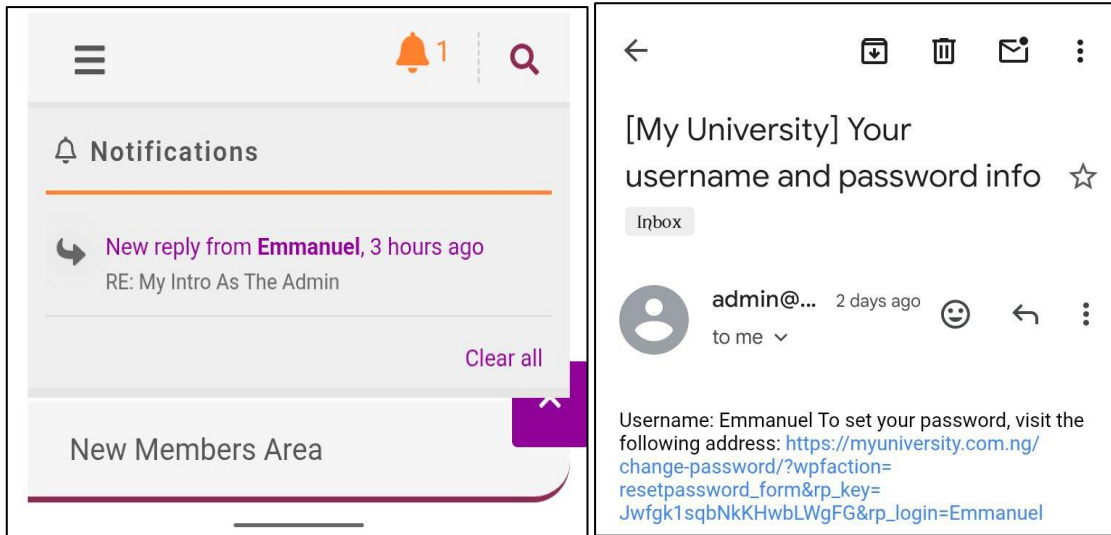 1
Notifications
New reply from Emmanuel, 3 hours ago
RE: My Intro As The Admin
Clear all
New Members Area
[My University] Your
username and password info
Inbox
admin@... 2 days ago
to me
Username: Emmanuel To set your password, visit the
following address: https://myuniversity.com.ng/
change-password/?wpfaction=
resetpassword_form&rp_key=
Jwfgk1sqbNkKHwbLWgFG&rp_login=Emmanuel